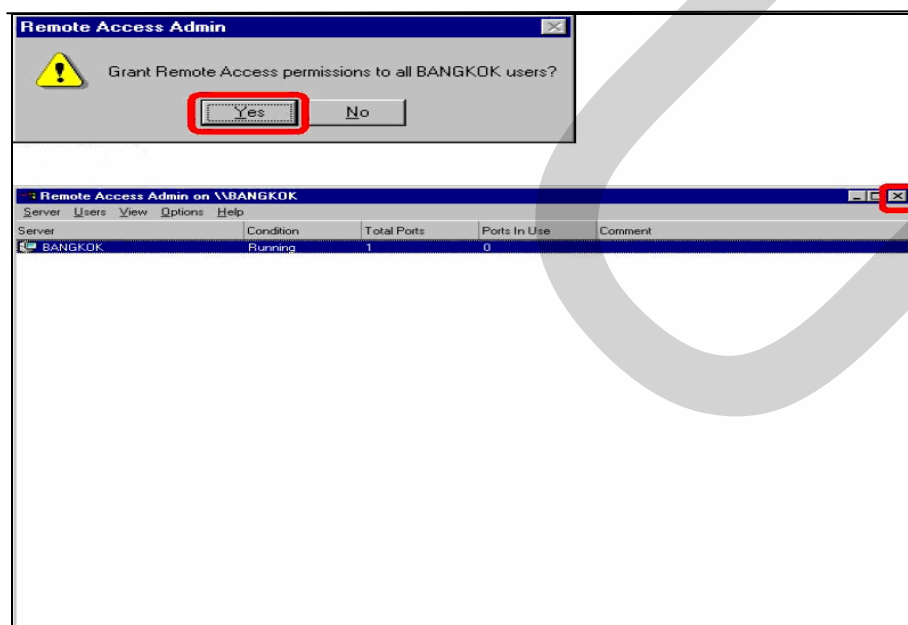 Remote Access Admin
Grant Remote Access permissions to all BANGKOK users?
Yes No
Remote Access Admin on \\BANGKOK
Server Users View Options Help
Server Condition Total Ports Ports In Use Comment
BANGKOK Running 1 0